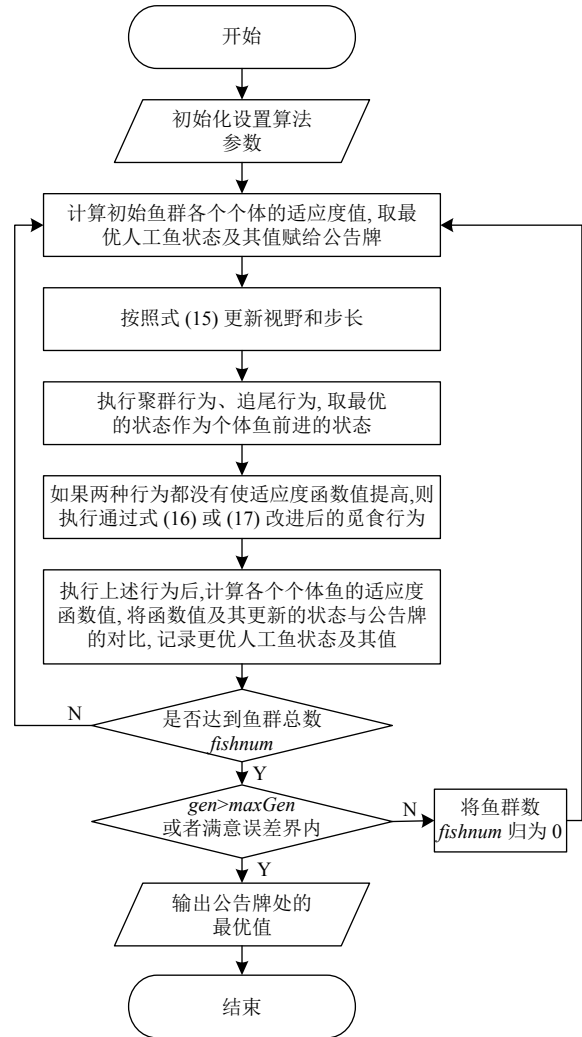 开始
初始化设置算法
参数
计算初始鱼群各个个体的适应度值, 取最
优人工鱼状态及其值赋给公告牌
按照式 (15) 更新视野和步长
执行聚群行为、追尾行为, 取最优
的状态作为个体鱼前进的状态
如果两种行为都没有使适应度函数值提高,则
执行通过式 (16) 或 (17) 改进后的觅食行为
执行上述行为后,计算各个个体鱼的适应度
函数值, 将函数值及其更新的状态与公告牌
的对比, 记录更优人工鱼状态及其值
N
是否达到鱼群总数
fishnum
Y
gen>maxGen
或者满意误差界内
N
将鱼群数
fishnum 归为 0
Y
输出公告牌处的
最优值
结束